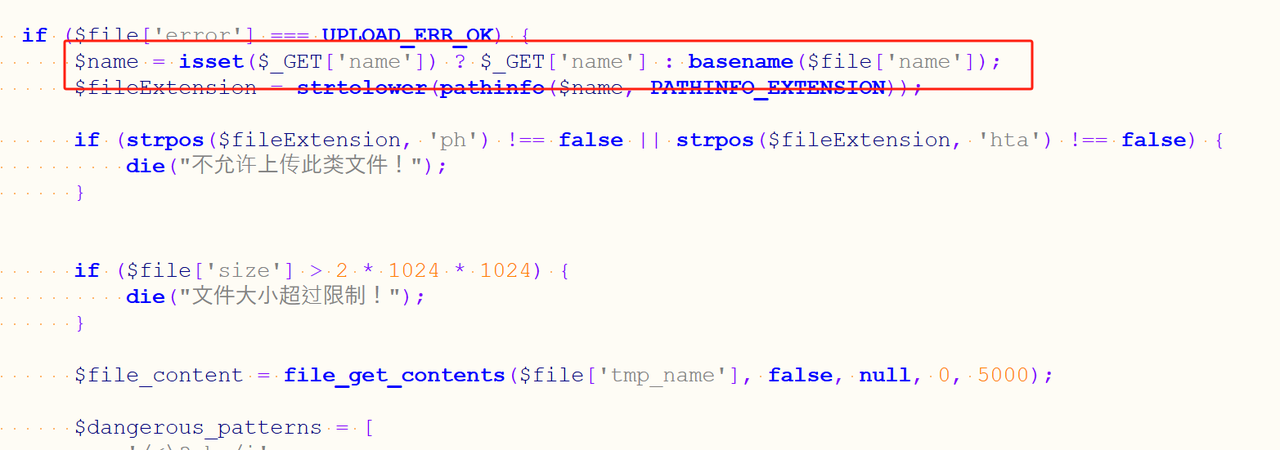 if ($file['error'] === UPLOAD_ERR_OK) {
$name = isset($_GET['name']) ? $_GET['name'] : basename($file['name']);
$fileExtension = strtolower(pathinfo($name, PATHINFO_EXTENSION));
if (strpos($fileExtension, 'ph') !== false || strpos($fileExtension, 'hta') !== false) {
die("不允许上传此类文件！");
}
if ($file['size'] > 2 * 1024 * 1024) {
die("文件大小超过限制！");
}
$file_content = file_get_contents($file['tmp_name'], false, null, 0, 5000);
$dangerous_patterns = [